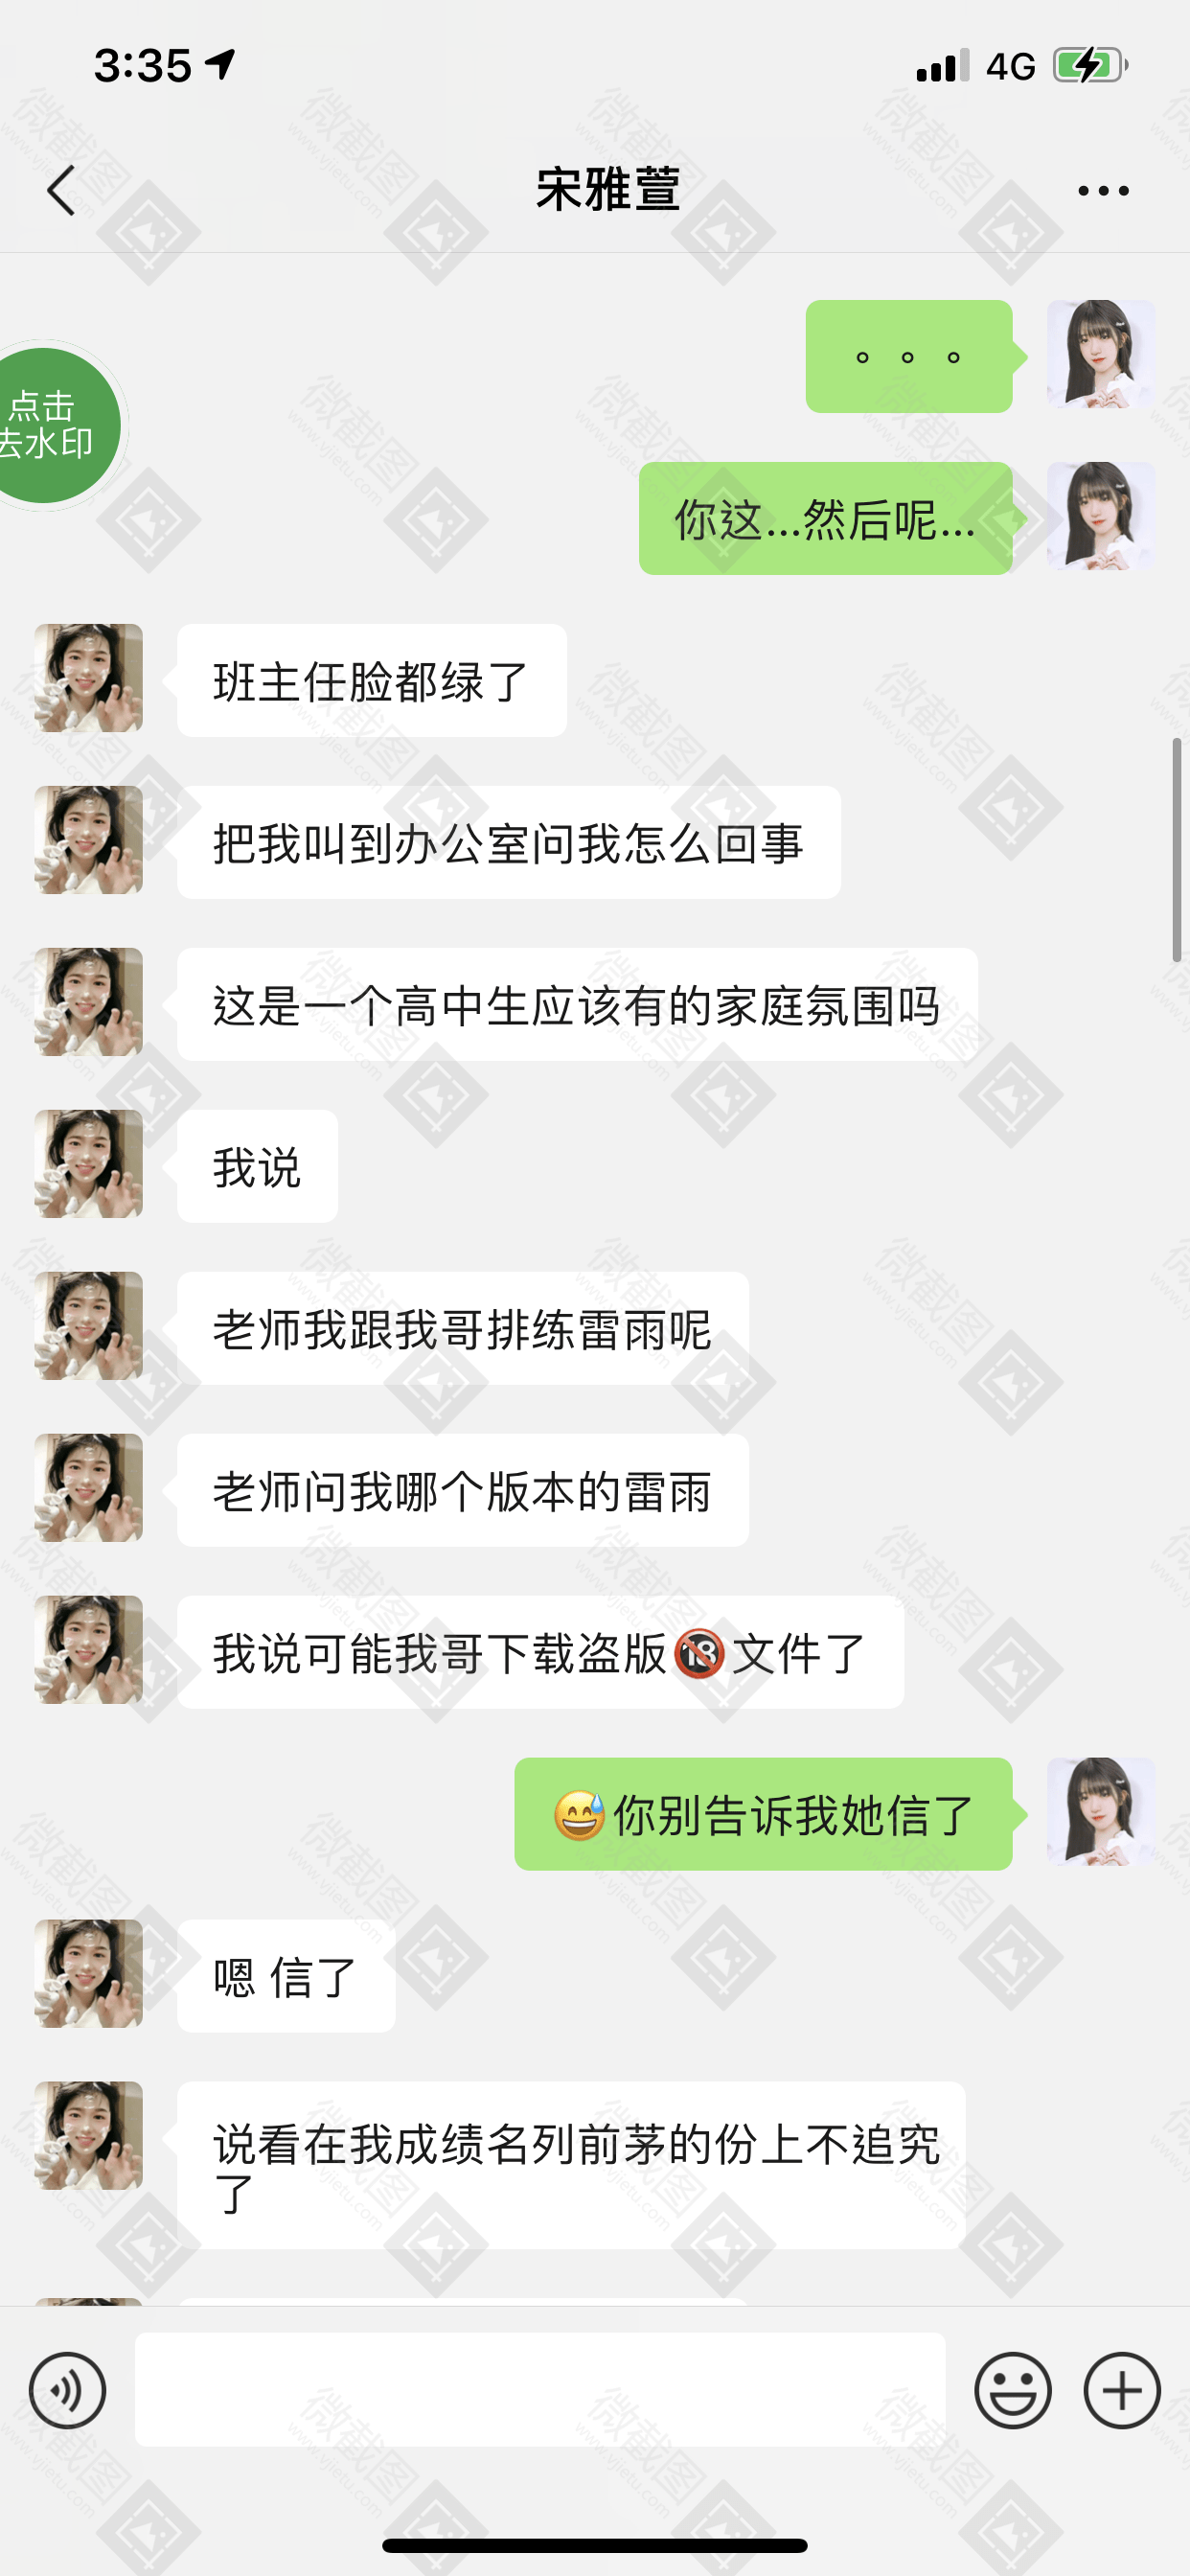 3:35
4G
宋雅萱
。。。
点击
去水印
你这...然后呢...
班主任脸都绿了
把我叫到办公室问我怎么回事
这是一个高中生应该有的家庭氛围吗
我说
老师我跟我哥排练雷雨呢
老师问我哪个版本的雷雨
我说可能我哥下载盗版🔞文件了
😅你别告诉我她信了
嗯 信了
说看在我成绩名列前茅的份上不追究
了
微截图
www.vjietu.com